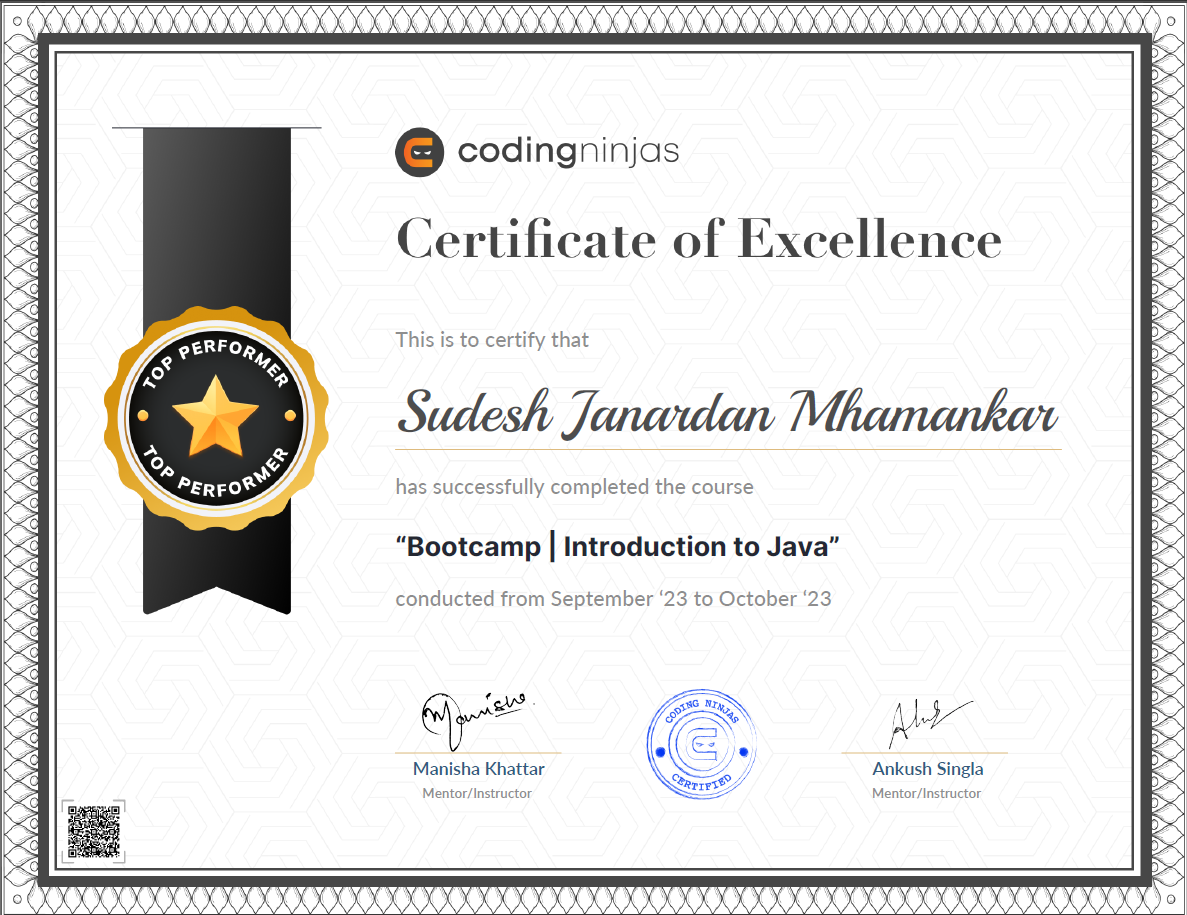 codingninjas
Certificate of Excellence
TOP PERFORMER
TOP PERFORMER
This is to certify that
Sudesh Janardan Mhamankar
has successfully completed the course
“Bootcamp | Introduction to Java”
conducted from September ‘23 to October ‘23
Manisha
CODING NINJAS
CERTIFIED
Manisha Khattar
Mentor/Instructor
Ankush Singla
Mentor/Instructor